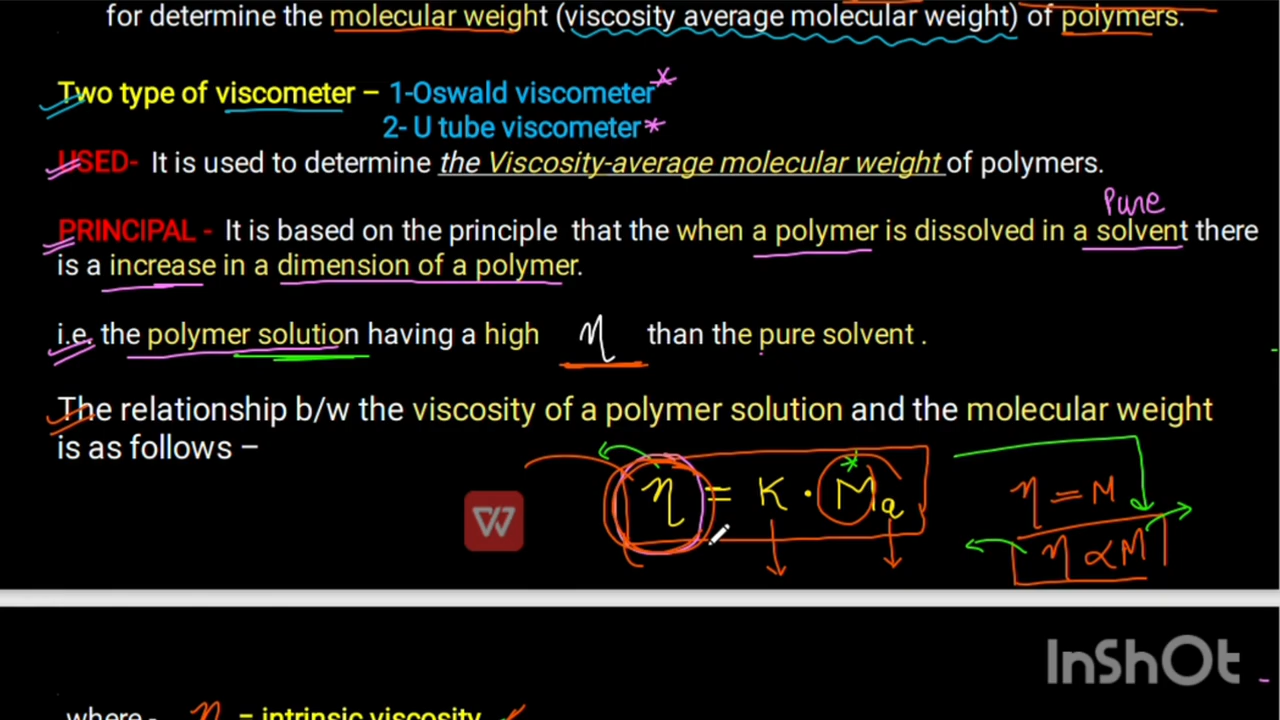 for determine the molecular weight (viscosity average molecular weight) of polymers.
Two type of viscometer – 1-Oswald viscometer*
2- U tube viscometer*
USED- It is used to determine the Viscosity-average molecular weight of polymers.
Pure
PRINCIPAL - It is based on the principle that the when a polymer is dissolved in a solvent there
is a increase in a dimension of a polymer.
i.e. the polymer solution having a high η than the pure solvent .
The relationship b/w the viscosity of a polymer solution and the molecular weight
is as follows –
η = K · Ma
η = M
η ∝ M
InShOt
where - η = intrinsic viscosity